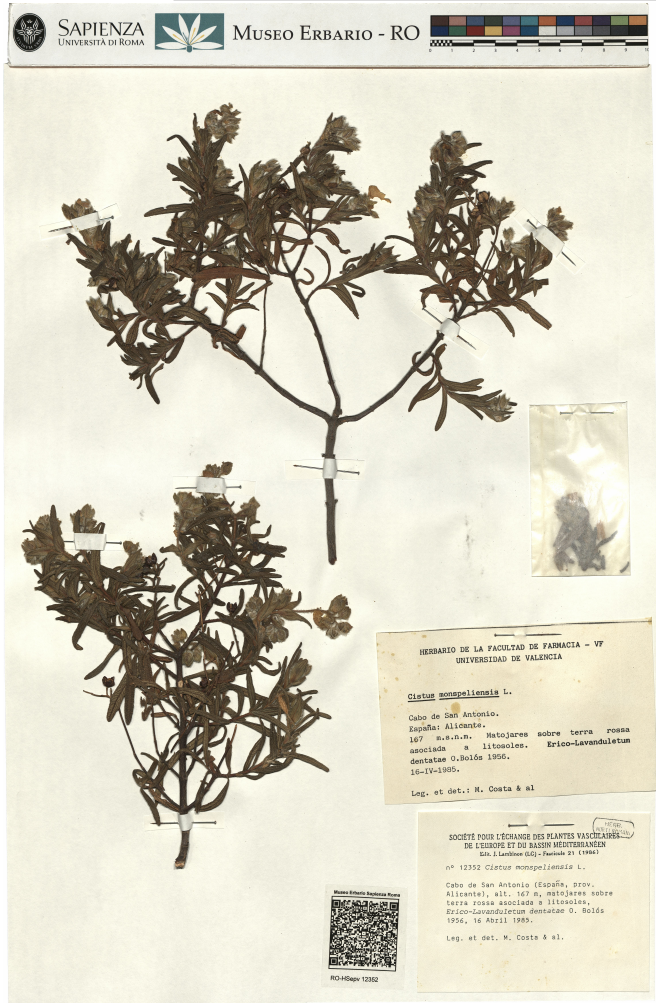 SAPIENZA
UNIVERSITÀ DI ROMA
MUSEO ERBARIO - RO
HERBARIO DE LA FACULTAD DE FARMACIA - VF
UNIVERSIDAD DE VALENCIA
Cistus monspeliensis L.
Cabo de San Antonio.
España: Alicante.
167 m.s.n.m. Matojares sobre terra rossa
asociada a litosoles. Erico-Lavanduletum
dentatae O.Bolós 1956.
16-IV-1985.
Leg. et det.: M. Costa & al
SOCIÉTÉ POUR L'ÉCHANGE DES PLANTES VASCULAIRES
DE L'EUROPE ET DU BASSIN MÉDITERRANÉEN
Edit. J. Lambinon (LG) - Fascicule 21 (1986)
n° 12352 Cistus monspeliensis L.
Cabo de San Antonio (España, prov.
Alicante), alt. 167 m, matojares sobre
terra rossa asociada a litosoles,
Erico-Lavanduletum dentatae O. Bolós
1956, 16 Abril 1985.
Leg. et det. M. Costa & al.
Museo Erbario Sapienza Roma
RO-HSepv 12352